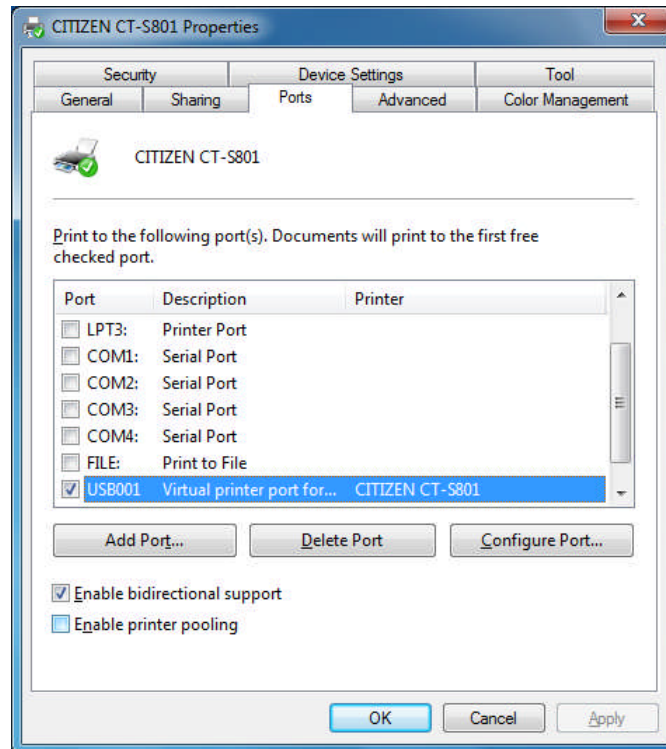 CITIZEN CT-S801 Properties
Security Device Settings Tool
General Sharing Ports Advanced Color Management
CITIZEN CT-S801
Print to the following port(s). Documents will print to the first free
checked port.
Port Description Printer
LPT3: Printer Port
COM1: Serial Port
COM2: Serial Port
COM3: Serial Port
COM4: Serial Port
FILE: Print to File
USB001 Virtual printer port for... CITIZEN CT-S801
Add Port... Delete Port Configure Port...
Enable bidirectional support
Enable printer pooling
OK Cancel Apply